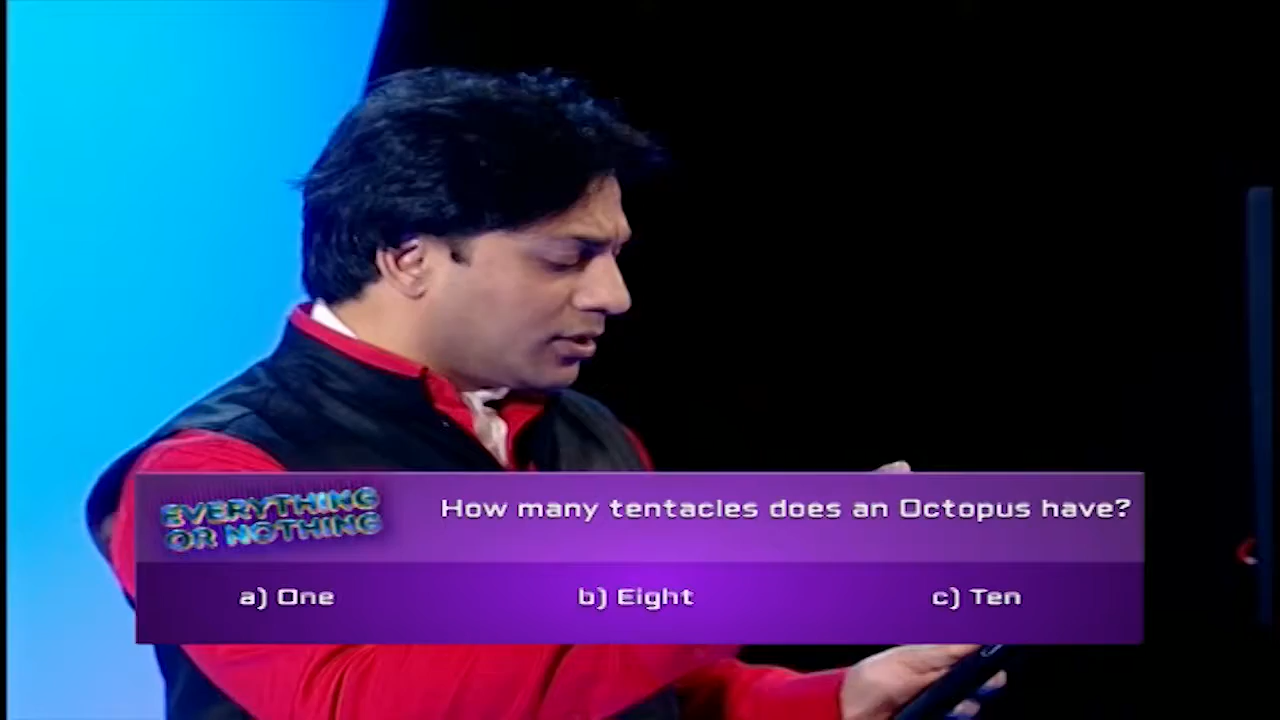 EVERYTHING
OR NOTHING
How many tentacles does an Octopus have?
a) One
b) Eight
c) Ten